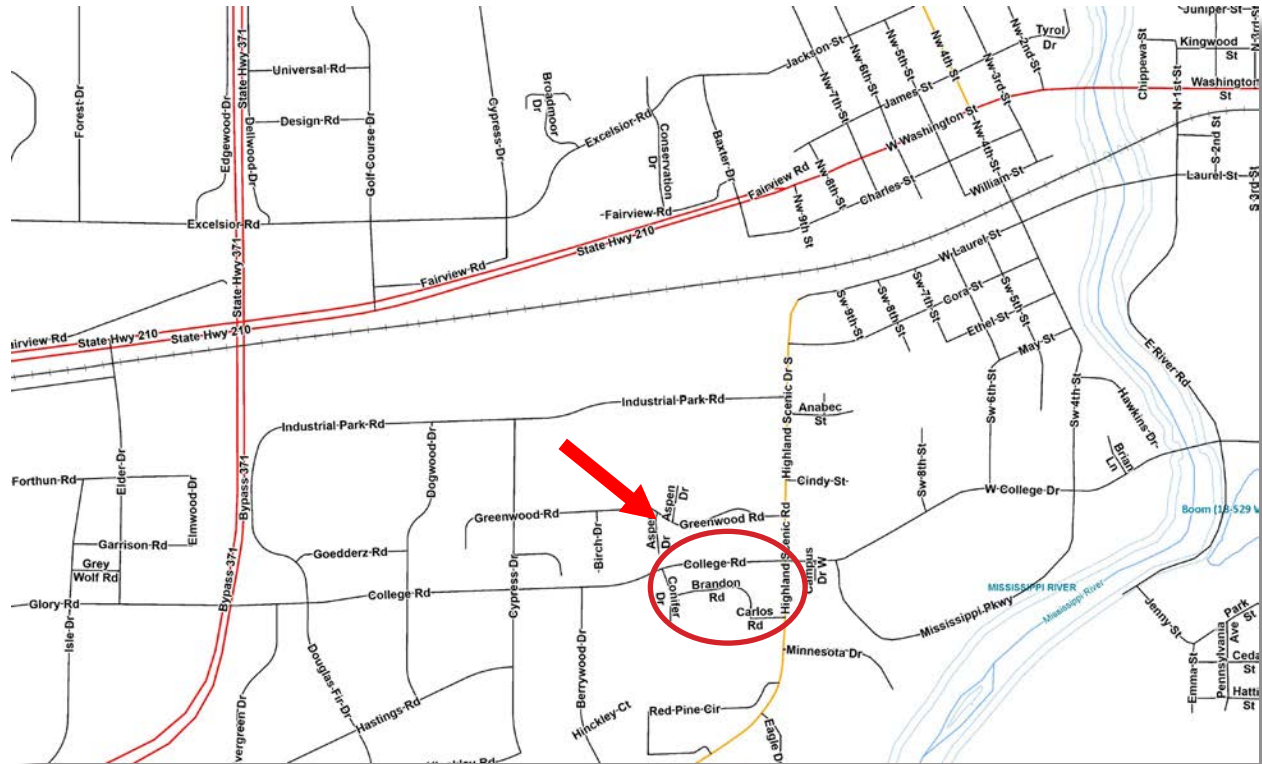 Juniper-St
Kingwood St
N-3rd-St
Washington St
Chippewa-St
N-1st-St
S-2nd St
Laurel-St
S 3rd-St
Tyrol Dr
Nw-2nd-St
Nw-3rd-St
Nw-4th-St
Nw-5th-St
Nw-6th-St
Nw-7th-St
Jackson-St
James-St
W-Washington-St
Nw-4th-St
William-St
Charles-St
Nw-8th-St
Nw-9th St
Fairview Rd
Baxter-Dr
Conservation Dr
Excelsior-Rd
Broadmoor Dr
Cypress-Dr
Golf-Course-Dr
Universal-Rd
Design-Rd
State-Hwy-371
Dellwood-Dr
Edgewood-Dr
Forest-Dr
Excelsior-Rd
State-Hwy-371
-Fairview-Rd
State-Hwy-210
Fairview-Rd
State-Hwy-210
State-Hwy-210
W-Laurel-St
Cora-St
Sw-5th-St
Ethel-St
May-St
Sw-7th-St
Sw-8th-St
Sw-9th-St
E-River-Rd
Highland-Scenic-Dr-S
Industrial-Park-Rd
Anabec St
Sw-6th-St
Sw-4th-St
Hawkins-Dr-
Brian Ln
Industrial-Park-Rd
Dogwood-Dr
Bypass-371
Elder-Dr
Forthun-Rd
Elmwood-Dr
Garrison-Rd
Grey Wolf Rd
Glory-Rd
Isle-Dr
Bypass-371
Goedderz-Rd
Greenwood-Rd
-Birch-Dr
Aspen Dr
Aspen Dr
Greenwood Rd
-Cindy-St-
Sw-8th-St
W-College-Dr
Highland-Scenic-Rd
College-Rd
Campus Dr W
Brandon Rd
Conifer Dr
Carlos Rd
College-Rd
Cypress-Dr
Berrywood-Dr
Douglas-Fir-Dr
Hastings-Rd
Hinckley-Ct
Red-Pine-Cir
Minnesota-Dr
Mississippi-Pkwy
MISSISSIPPI RIVER
Mississippi River
Jenny-St
Park St
Pennsylvania Ave
Emma-St
St
St